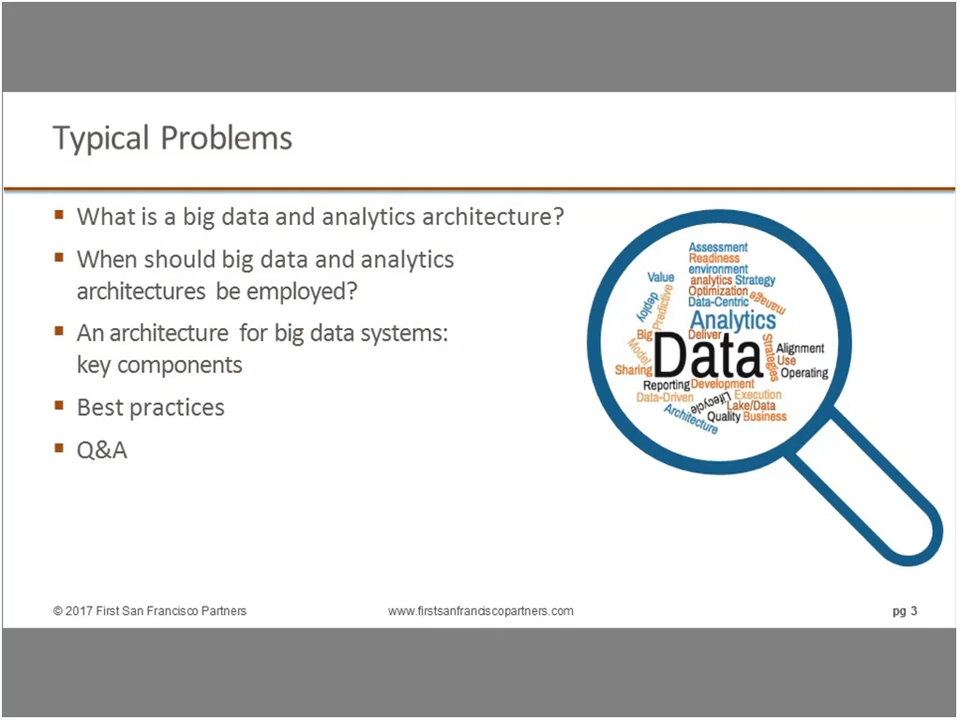 Typical Problems
What is a big data and analytics architecture?
When should big data and analytics
architectures be employed?
An architecture for big data systems:
key components
Best practices
Q&A
Assessment
Readiness
environment
Value
analytics Strategy
Optimization
manage
deploy
Predictive
Data-Centric
Analytics
Big
Deliver
Data
Model
Strategies
Alignment
Use
Sharing
Operating
Reporting Development
Data-Driven
Lifecycle
Execution
Lake/Data
Architecture
Quality Business
© 2017 First San Francisco Partners
www.firstsanfranciscopartners.com
pg 3